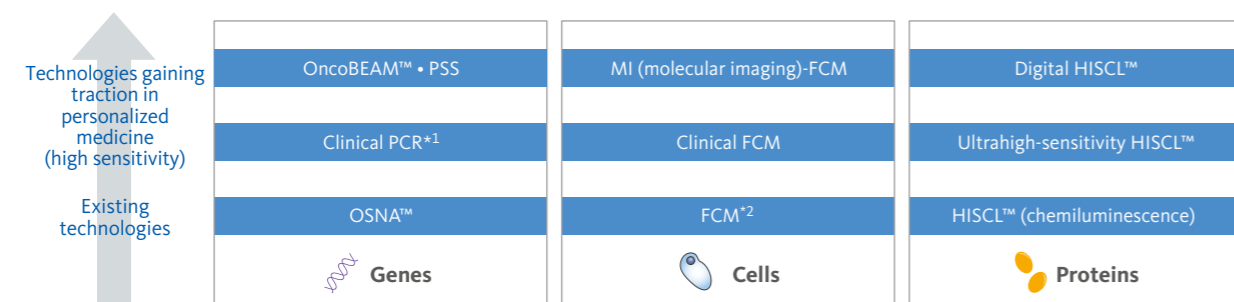 Technologies gaining
traction in
personalized
medicine
(high sensitivity)
Existing
technologies
OncoBEAM™ • PSS
Clinical PCR*1
OSNA™
Genes
MI (molecular imaging)-FCM
Clinical FCM
FCM*2
Cells
Digital HISCL™
Ultrahigh-sensitivity HISCL™
HISCL™ (chemiluminescence)
Proteins